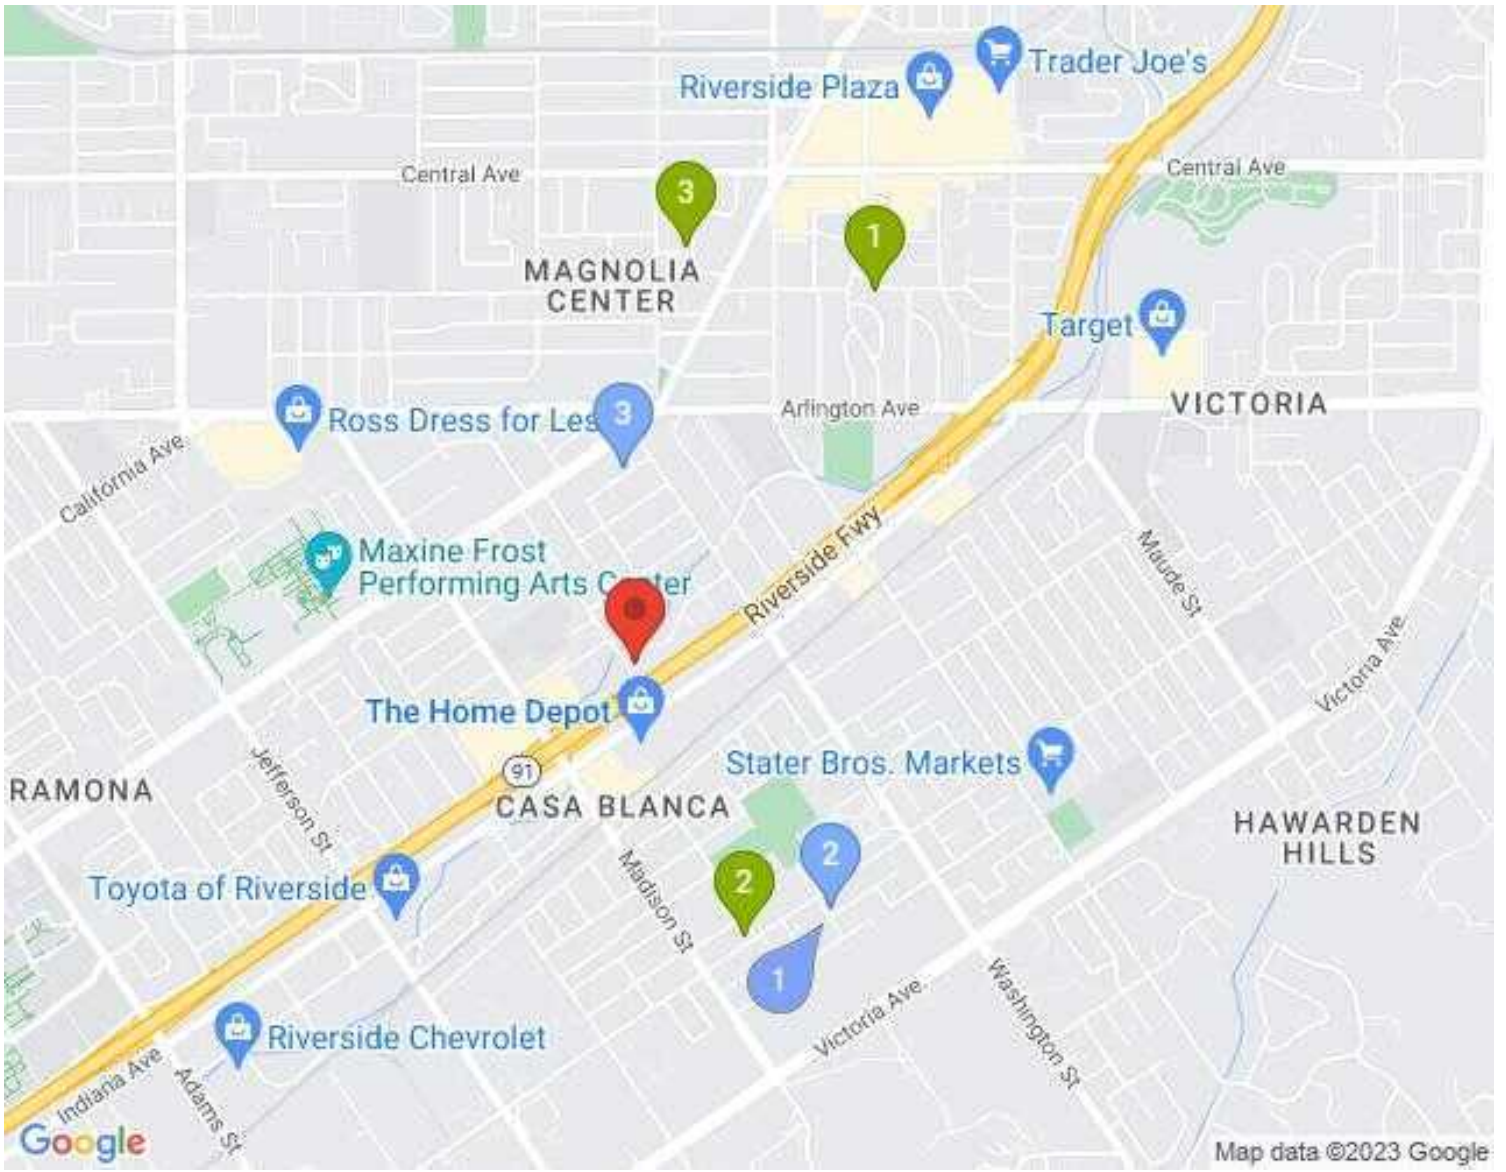 Trader Joe's
Riverside Plaza
Central Ave
Central Ave
3
1
MAGNOLIA
CENTER
Target
Arlington Ave
VICTORIA
3
Ross Dress for Les
California Ave
Maxine Frost
Performing Arts Center
Riverside Fwy
Maude St
Victoria Ave
The Home Depot
Stater Bros. Markets
91
Jefferson St
RAMONA
CASA BLANCA
HAWARDEN
HILLS
2
2
Toyota of Riverside
Madison St
1
Victoria Ave
Washington St
Riverside Chevrolet
Indiana Ave
Adams St
Google
Map data ©2023 Google